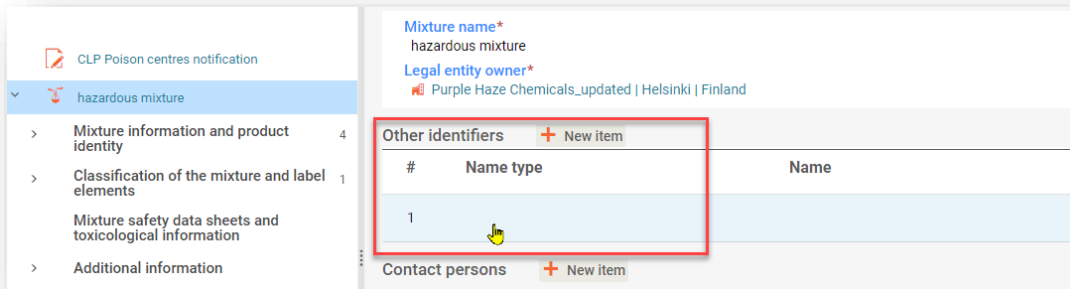 CLP Poison centres notification
hazardous mixture
Mixture information and product
identity
4
Classification of the mixture and label
elements
1
Mixture safety data sheets and
toxicological information
Additional information
Mixture name*
hazardous mixture
Legal entity owner*
Purple Haze Chemicals_updated | Helsinki | Finland
Other identifiers + New item
# Name type Name
1
Contact persons + New item